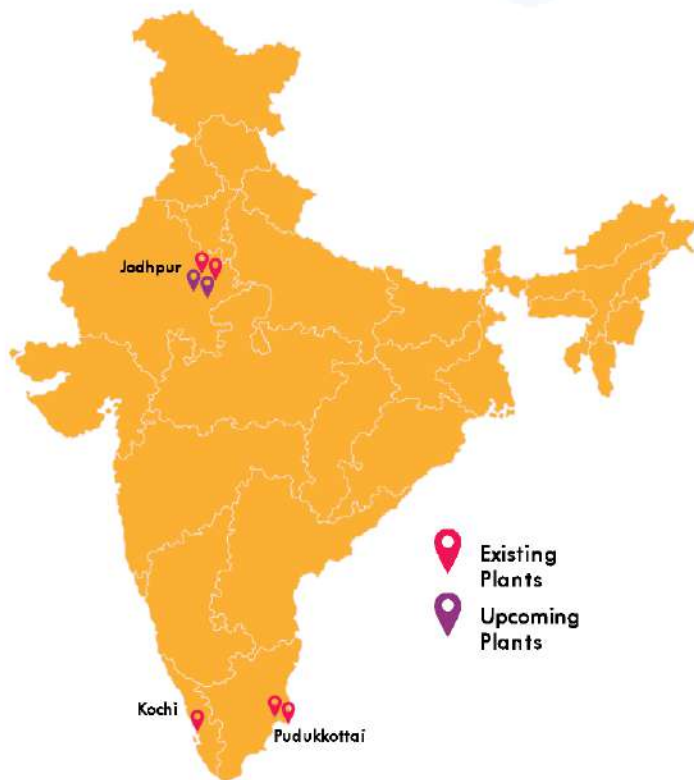 Jodhpur
Existing
Plants
Upcoming
Plants
Kochi
Pudukkottai